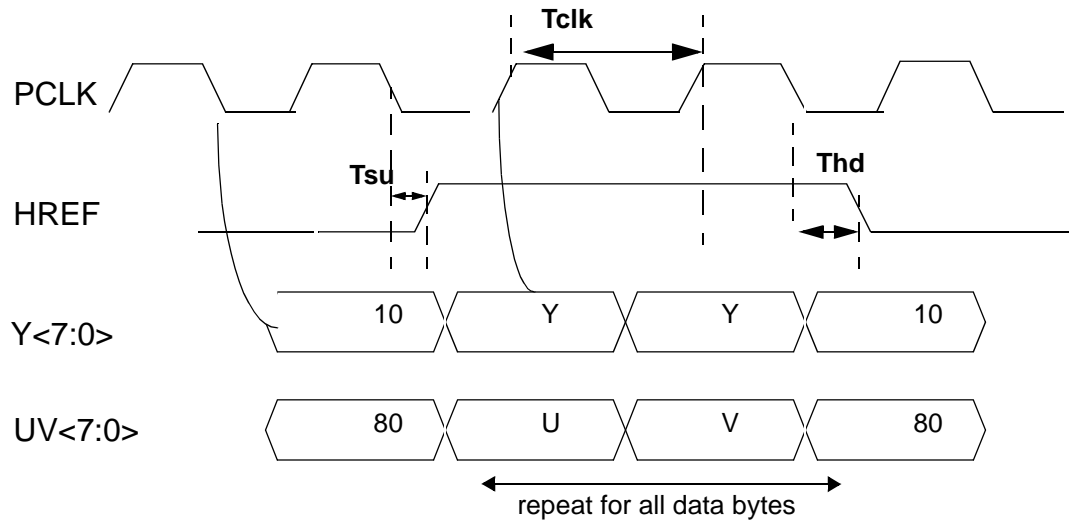 Tclk
PCLK
Tsu
Thd
HREF
Y<7:0>
10 Y Y 10
UV<7:0>
80 U V 80
repeat for all data bytes